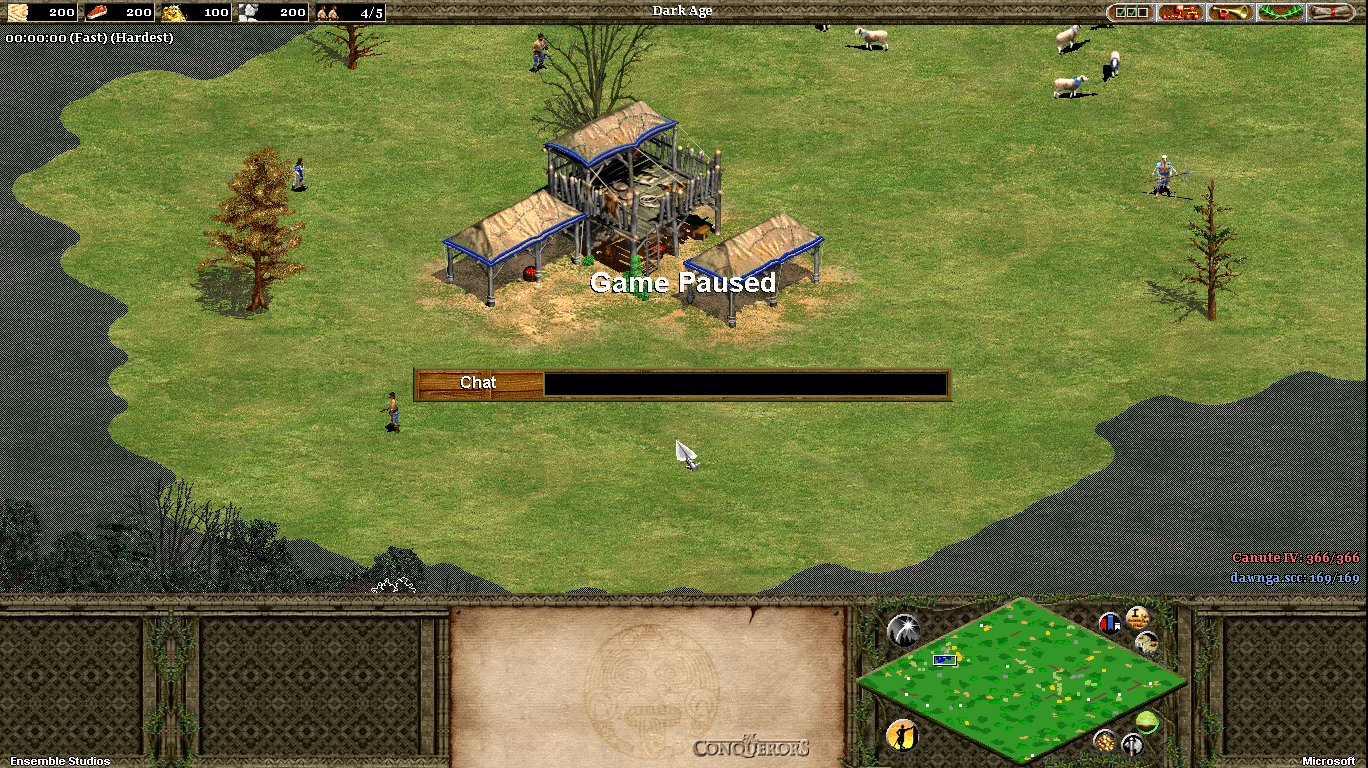 200 200 100 200 4/5
Dark Age
00:00:00 (Fast) (Hardest)
Game Paused
Chat
Canute IV: 366/366
dawnga.scc: 169/169
CONQUERORS
Ensemble Studios
Microsoft